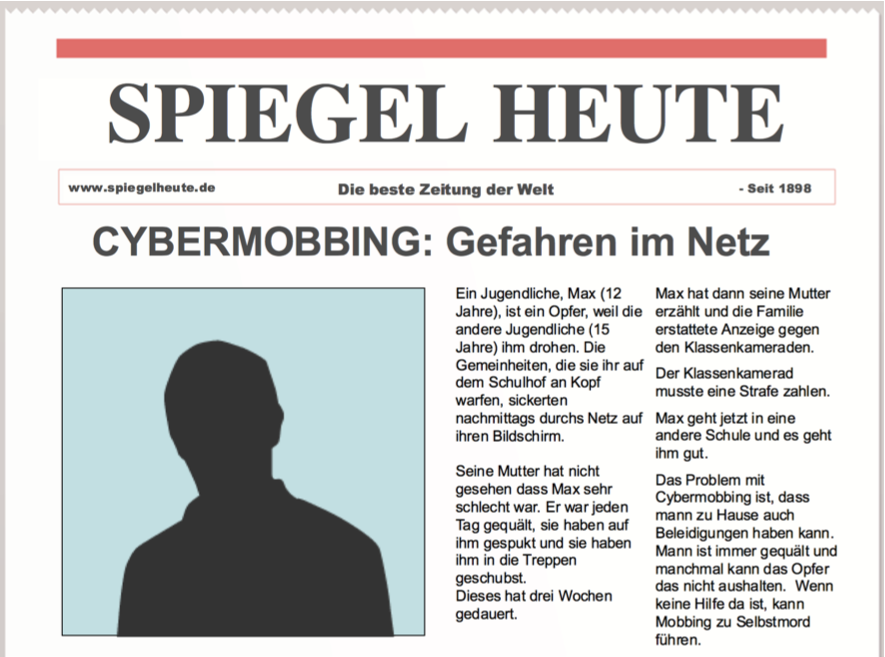 SPIEGEL HEUTE
www.spiegelheute.de
Die beste Zeitung der Welt
- Seit 1898
CYBERMOBBING: Gefahren im Netz
Ein Jugendliche, Max (12
Jahre), ist ein Opfer, weil die
andere Jugendliche (15
Jahre) ihm drohen. Die
Gemeinheiten, die sie ihr auf
dem Schulhof an Kopf
warfen, sickerten
nachmittags durchs Netz auf
ihren Bildschirm.
Seine Mutter hat nicht
gesehen dass Max sehr
schlecht war. Er war jeden
Tag gequält, sie haben auf
ihm gespukt und sie haben
ihm in die Treppen
geschubst.
Dieses hat drei Wochen
gedauert.
Max hat dann seine Mutter
erzählt und die Familie
erstattete Anzeige gegen
den Klassenkameraden.
Der Klassenkamerad
musste eine Strafe zahlen.
Max geht jetzt in eine
andere Schule und es geht
ihm gut.
Das Problem mit
Cybermobbing ist, dass
mann zu Hause auch
Beleidigungen haben kann.
Mann ist immer gequält und
manchmal kann das Opfer
das nicht aushalten. Wenn
keine Hilfe da ist, kann
Mobbing zu Selbstmord
führen.